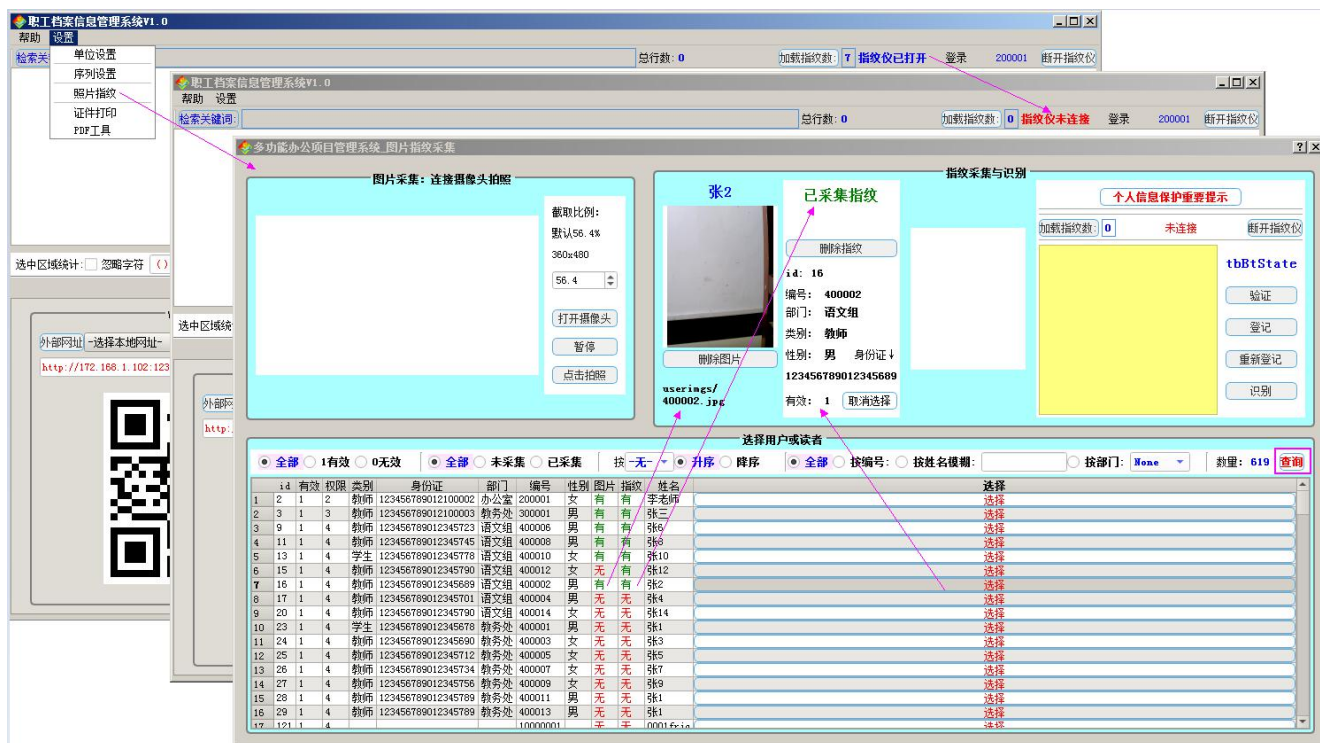 职工档案信息管理系统V1.0
帮助 设置
检索关 总行数: 0 加载指纹数: 7 指纹仪已打开 登录 200001 断开指纹仪
单位设置
序列设置
照片指纹
证件打印
PDF工具
选中区域统计: 忽略字符 ()
外部网址 -选择本地网址-
http://172.168.1.102:123
职工档案信息管理系统V1.0
帮助 设置
检索关键词: 总行数: 0 加载指纹数: 0 指纹仪未连接 登录 200001 断开指纹仪
选中区域统
外部网
http:
多功能办公项目管理系统_图片指纹采集
图片采集: 连接摄像头拍照
截取比例:
默认56.4%
360x480
56.4
打开摄像头
暂停
点击拍照
指纹采集与识别
张2
删除图片
userimgs/
400002.jpg
已采集指纹
删除指纹
id: 16
编号: 400002
部门: 语文组
类别: 教师
性别: 男 身份证↓
123456789012345689
有效: 1 取消选择
个人信息保护重要提示
加载指纹数: 0 未连接 断开指纹仪
tbBtState
验证
登记
重新登记
识别
选择用户或读者
全部 1有效 0无效 全部 未采集 已采集 按 -无- 升序 降序 全部 按编号: 按姓名模糊: 按部门: None 数量: 619 查询
id 有效 权限 类别 身份证 部门 编号 性别 图片 指纹 姓名 选择
1 2 1 2 教师 123456789012100002 办公室 200001 女 有 有 李老师 选择
2 3 1 3 教师 123456789012100003 教务处 300001 男 有 有 张三 选择
3 9 1 4 教师 123456789012345723 语文组 400006 男 有 有 张6 选择
4 11 1 4 教师 123456789012345745 语文组 400008 男 有 有 张8 选择
5 13 1 4 学生 123456789012345778 语文组 400010 女 有 有 张10 选择
6 15 1 4 教师 123456789012345790 语文组 400012 女 无 有 张12 选择
7 16 1 4 教师 123456789012345689 语文组 400002 男 有 有 张2 选择
8 17 1 4 教师 123456789012345701 语文组 400004 男 无 无 张4 选择
9 20 1 4 教师 123456789012345790 语文组 400014 女 无 无 张14 选择
10 23 1 4 学生 123456789012345678 教务处 400001 男 无 无 张1 选择
11 24 1 4 教师 123456789012345690 教务处 400003 女 无 无 张3 选择
12 25 1 4 教师 123456789012345712 教务处 400005 女 无 无 张5 选择
13 26 1 4 教师 123456789012345734 教务处 400007 女 无 无 张7 选择
14 27 1 4 教师 123456789012345756 教务处 400009 女 无 无 张9 选择
15 28 1 4 教师 123456789012345789 教务处 400011 男 无 无 张1 选择
16 29 1 4 教师 123456789012345789 教务处 400013 男 无 无 张1 选择
17 121 1 4 10000001 无 无 选择